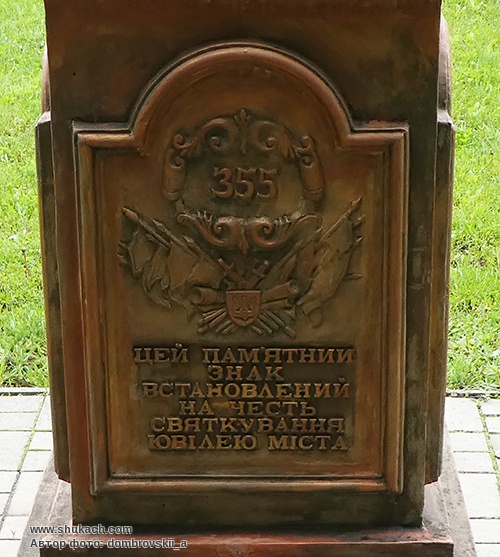 355
ЦЕЙ ПАМ'ЯТНИЙ
ЗНАК
ВСТАНОВЛЕНИЙ
НА ЧЕСТЬ
СВЯТКУВАННЯ
ЮВІЛЕЮ МІСТА
www.shukach.com
Автор фото: dombrovskii_a